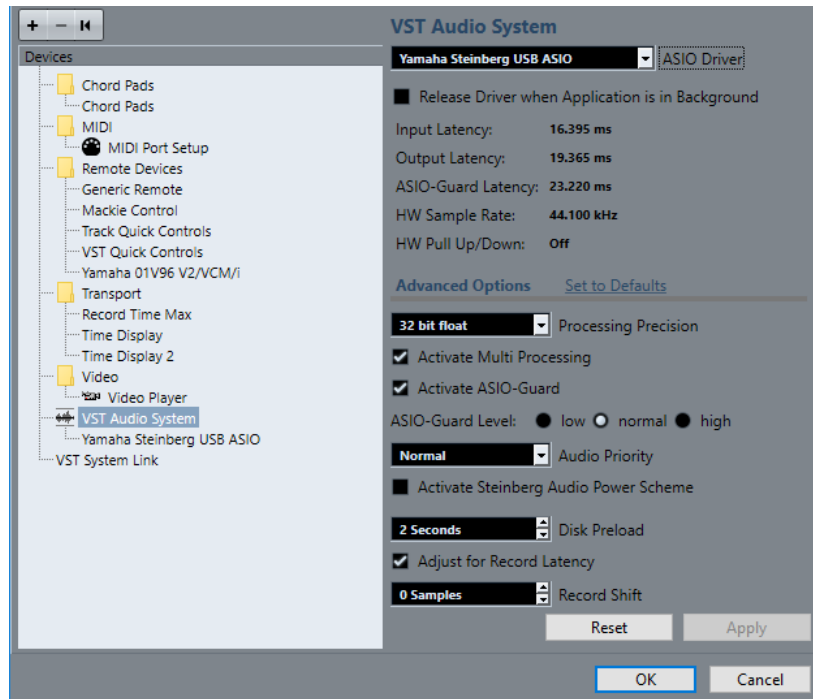 Devices
Chord Pads
Chord Pads
MIDI
MIDI Port Setup
Remote Devices
Generic Remote
Mackie Control
Track Quick Controls
VST Quick Controls
Yamaha 01V96 V2/VCM/i
Transport
Record Time Max
Time Display
Time Display 2
Video
Video Player
VST Audio System
Yamaha Steinberg USB ASIO
VST System Link
VST Audio System
Yamaha Steinberg USB ASIO ASIO Driver
Release Driver when Application is in Background
Input Latency: 16.395 ms
Output Latency: 19.365 ms
ASIO-Guard Latency: 23.220 ms
HW Sample Rate: 44.100 kHz
HW Pull Up/Down: Off
Advanced Options Set to Defaults
32 bit float Processing Precision
Activate Multi Processing
Activate ASIO-Guard
ASIO-Guard Level: low normal high
Normal Audio Priority
Activate Steinberg Audio Power Scheme
2 Seconds Disk Preload
Adjust for Record Latency
0 Samples Record Shift
Reset Apply
OK Cancel